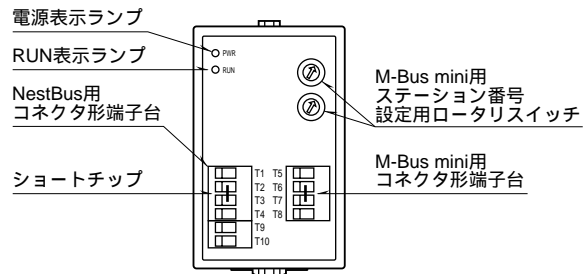 電源表示ランプ
RUN表示ランプ
NestBus用
コネクタ形端子台
ショートチップ
PWR
RUN
M-Bus mini用
ステーション番号
設定用ロータリスイッチ
M-Bus mini用
コネクタ形端子台
T1 T5
T2 T6
T3 T7
T4 T8
T9
T10